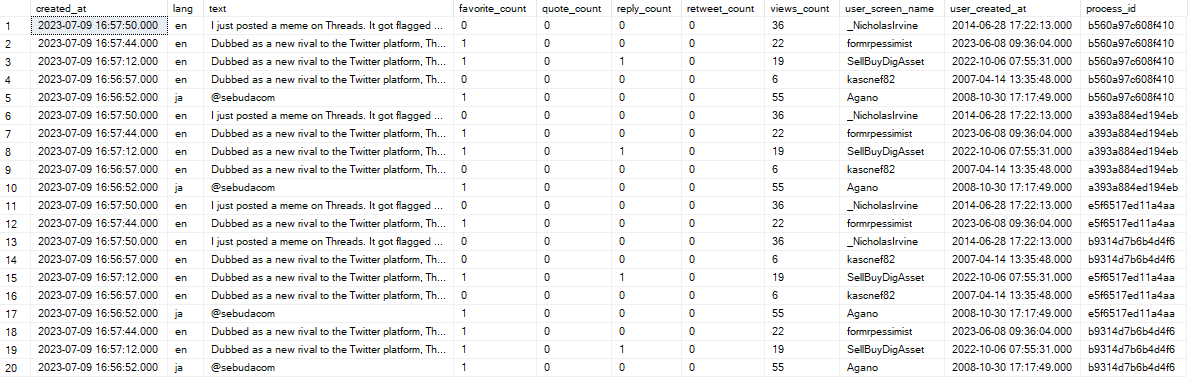 created_at lang text favorite_count quote_count reply_count retweet_count views_count user_screen_name user_created_at process_id
1 2023-07-09 16:57:50.000 en I just posted a meme on Threads. It got flagged ... 0 0 0 0 36 _NicholasIrvine 2014-06-28 17:22:13.000 b560a97c608f410
2 2023-07-09 16:57:44.000 en Dubbed as a new rival to the Twitter platform, Th... 1 0 0 0 22 formrpessimist 2023-06-08 09:36:04.000 b560a97c608f410
3 2023-07-09 16:57:12.000 en Dubbed as a new rival to the Twitter platform, Th... 1 0 1 0 19 SellBuyDigAsset 2022-10-06 07:55:31.000 b560a97c608f410
4 2023-07-09 16:56:57.000 en Dubbed as a new rival to the Twitter platform, Th... 0 0 0 0 6 kascnef82 2007-04-14 13:35:48.000 b560a97c608f410
5 2023-07-09 16:56:52.000 ja @sebudacom 1 0 0 0 55 Agano 2008-10-30 17:17:49.000 b560a97c608f410
6 2023-07-09 16:57:50.000 en I just posted a meme on Threads. It got flagged ... 0 0 0 0 36 _NicholasIrvine 2014-06-28 17:22:13.000 a393a884ed194eb
7 2023-07-09 16:57:44.000 en Dubbed as a new rival to the Twitter platform, Th... 1 0 0 0 22 formrpessimist 2023-06-08 09:36:04.000 a393a884ed194eb
8 2023-07-09 16:57:12.000 en Dubbed as a new rival to the Twitter platform, Th... 1 0 1 0 19 SellBuyDigAsset 2022-10-06 07:55:31.000 a393a884ed194eb
9 2023-07-09 16:56:57.000 en Dubbed as a new rival to the Twitter platform, Th... 0 0 0 0 6 kascnef82 2007-04-14 13:35:48.000 a393a884ed194eb
10 2023-07-09 16:56:52.000 ja @sebudacom 1 0 0 0 55 Agano 2008-10-30 17:17:49.000 a393a884ed194eb
11 2023-07-09 16:57:50.000 en I just posted a meme on Threads. It got flagged ... 0 0 0 0 36 _NicholasIrvine 2014-06-28 17:22:13.000 e5f6517ed11a4aa
12 2023-07-09 16:57:44.000 en Dubbed as a new rival to the Twitter platform, Th... 1 0 0 0 22 formrpessimist 2023-06-08 09:36:04.000 e5f6517ed11a4aa
13 2023-07-09 16:57:50.000 en I just posted a meme on Threads. It got flagged ... 0 0 0 0 36 _NicholasIrvine 2014-06-28 17:22:13.000 b9314d7b6b4d4f6
14 2023-07-09 16:56:57.000 en Dubbed as a new rival to the Twitter platform, Th... 0 0 0 0 6 kascnef82 2007-04-14 13:35:48.000 b9314d7b6b4d4f6
15 2023-07-09 16:57:12.000 en Dubbed as a new rival to the Twitter platform, Th... 1 0 1 0 19 SellBuyDigAsset 2022-10-06 07:55:31.000 e5f6517ed11a4aa
16 2023-07-09 16:56:57.000 en Dubbed as a new rival to the Twitter platform, Th... 0 0 0 0 6 kascnef82 2007-04-14 13:35:48.000 e5f6517ed11a4aa
17 2023-07-09 16:56:52.000 ja @sebudacom 1 0 0 0 55 Agano 2008-10-30 17:17:49.000 e5f6517ed11a4aa
18 2023-07-09 16:57:44.000 en Dubbed as a new rival to the Twitter platform, Th... 1 0 0 0 22 formrpessimist 2023-06-08 09:36:04.000 b9314d7b6b4d4f6
19 2023-07-09 16:57:12.000 en Dubbed as a new rival to the Twitter platform, Th... 1 0 1 0 19 SellBuyDigAsset 2022-10-06 07:55:31.000 b9314d7b6b4d4f6
20 2023-07-09 16:56:52.000 ja @sebudacom 1 0 0 0 55 Agano 2008-10-30 17:17:49.000 b9314d7b6b4d4f6